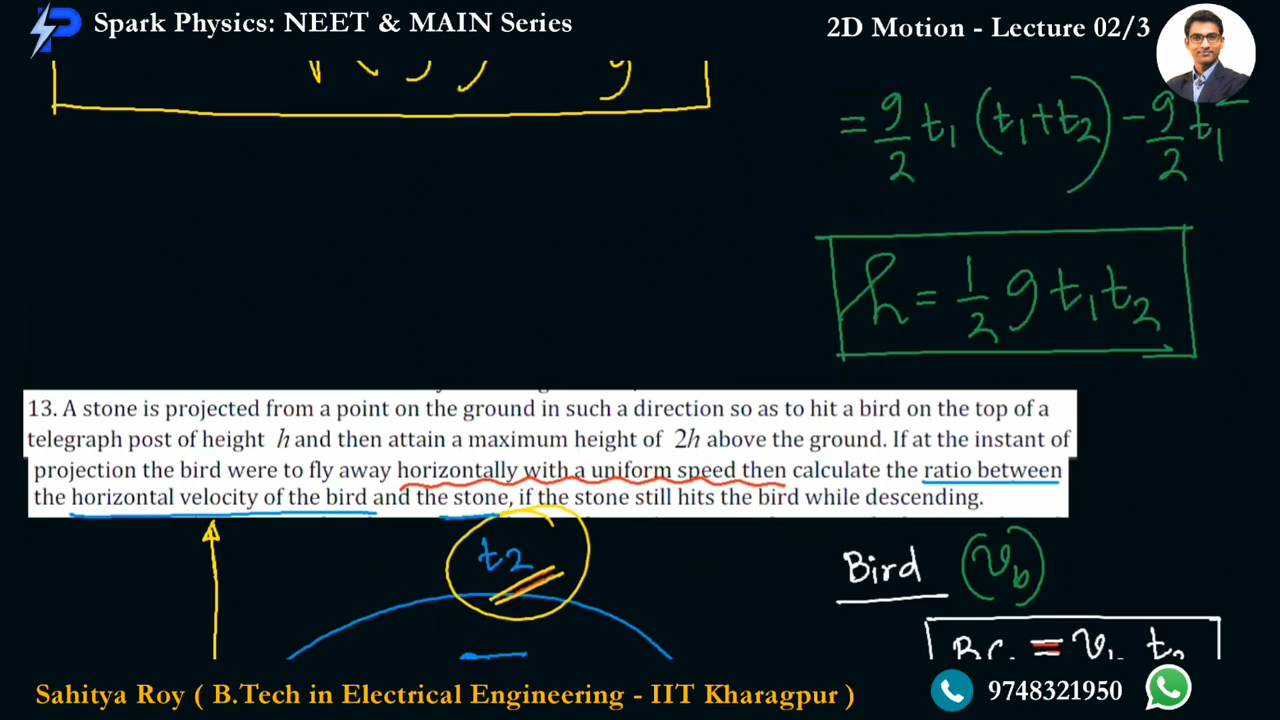 Spark Physics: NEET & MAIN Series
2D Motion - Lecture 02/3
= g/2 t₁ (t₁+t₂) − g/2 t₁
h = 1/2 g t₁ t₂
13. A stone is projected from a point on the ground in such a direction so as to hit a bird on the top of a
telegraph post of height h and then attain a maximum height of 2h above the ground. If at the instant of
projection the bird were to fly away horizontally with a uniform speed then calculate the ratio between
the horizontal velocity of the bird and the stone, if the stone still hits the bird while descending.
t₂
Bird (v_b)
Sahitya Roy ( B.Tech in Electrical Engineering - IIT Kharagpur )
9748321950